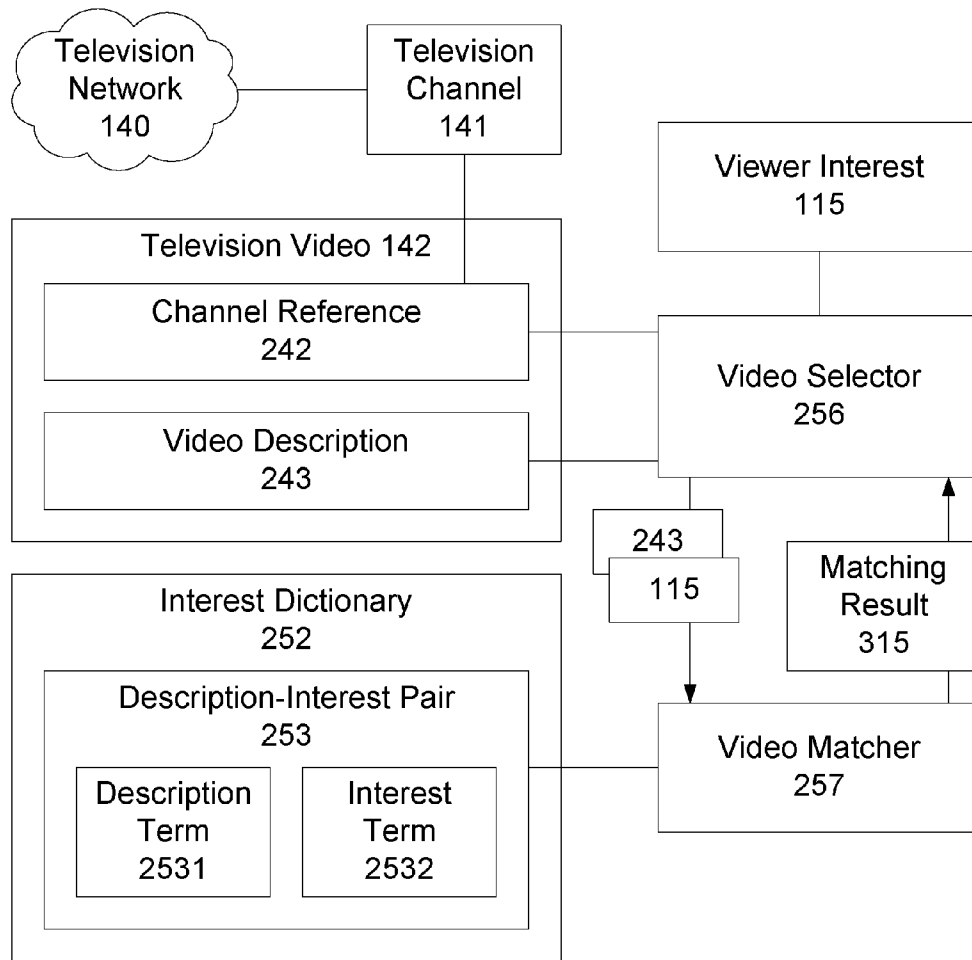 Television
Network
140
Television
Channel
141
Viewer Interest
115
Television Video 142
Channel Reference
242
Video Description
243
Video Selector
256
243
115
Matching
Result
315
Interest Dictionary
252
Description-Interest Pair
253
Description
Term
2531
Interest
Term
2532
Video Matcher
257